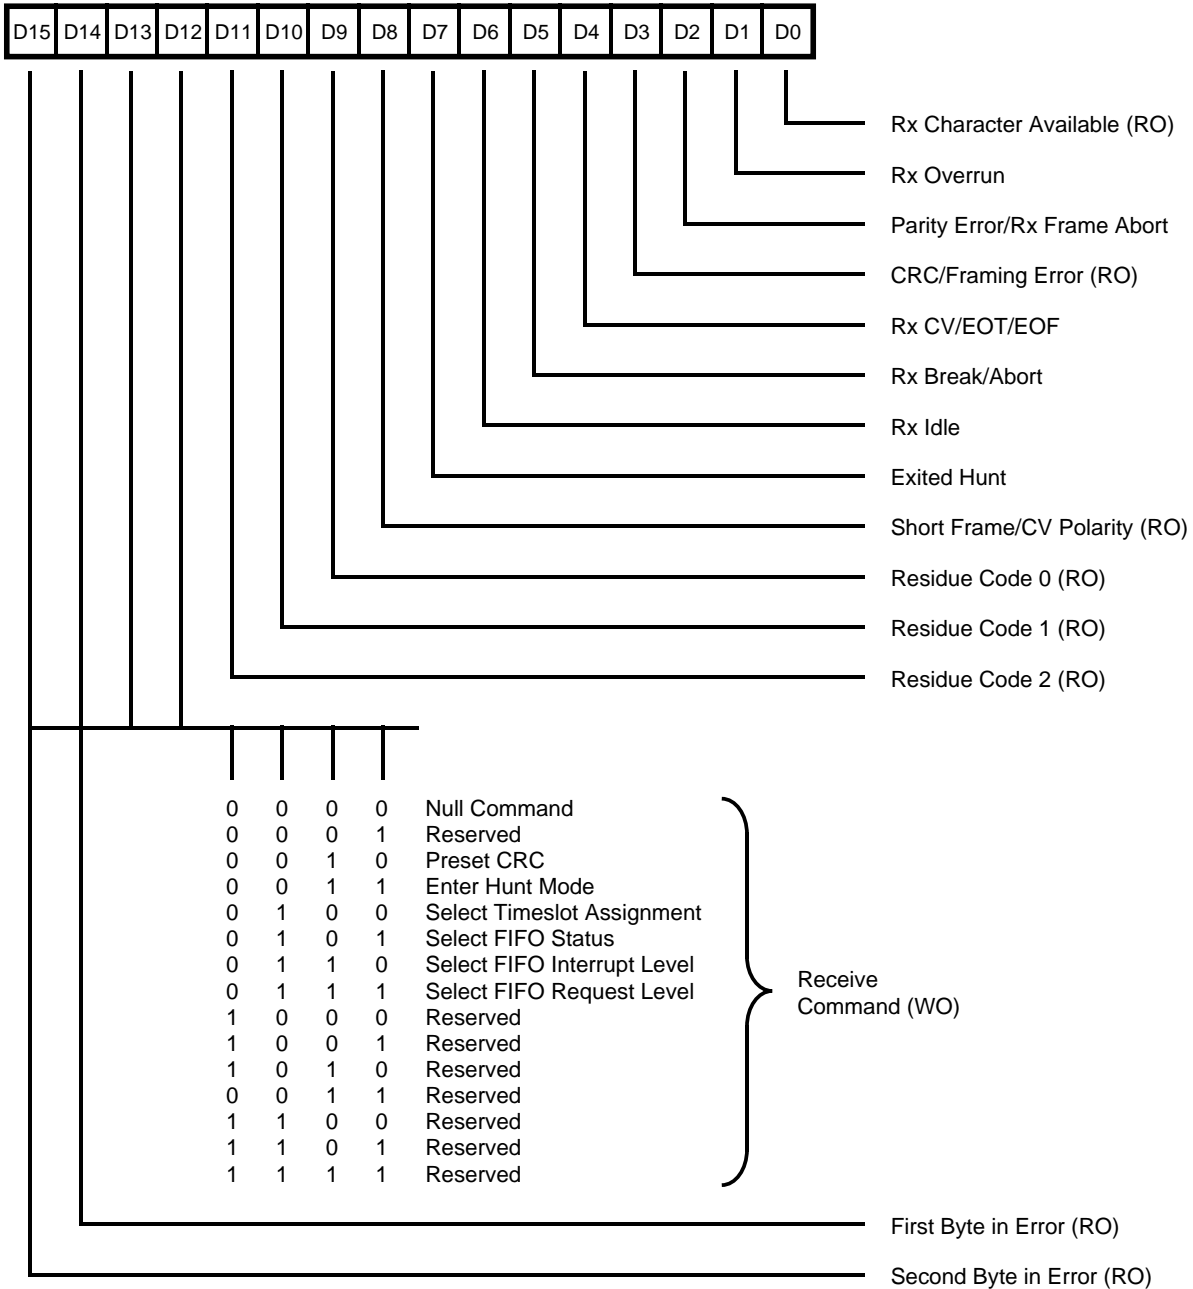 D15 D14 D13 D12 D11 D10 D9 D8 D7 D6 D5 D4 D3 D2 D1 D0
Rx Character Available (RO)
Rx Overrun
Parity Error/Rx Frame Abort
CRC/Framing Error (RO)
Rx CV/EOT/EOF
Rx Break/Abort
Rx Idle
Exited Hunt
Short Frame/CV Polarity (RO)
Residue Code 0 (RO)
Residue Code 1 (RO)
Residue Code 2 (RO)
0 0 0 0 Null Command
0 0 0 1 Reserved
0 0 1 0 Preset CRC
0 0 1 1 Enter Hunt Mode
0 1 0 0 Select Timeslot Assignment
0 1 0 1 Select FIFO Status
0 1 1 0 Select FIFO Interrupt Level
0 1 1 1 Select FIFO Request Level
1 0 0 0 Reserved
1 0 0 1 Reserved
1 0 1 0 Reserved
0 0 1 1 Reserved
1 1 0 0 Reserved
1 1 0 1 Reserved
1 1 1 1 Reserved
Receive
Command (WO)
First Byte in Error (RO)
Second Byte in Error (RO)